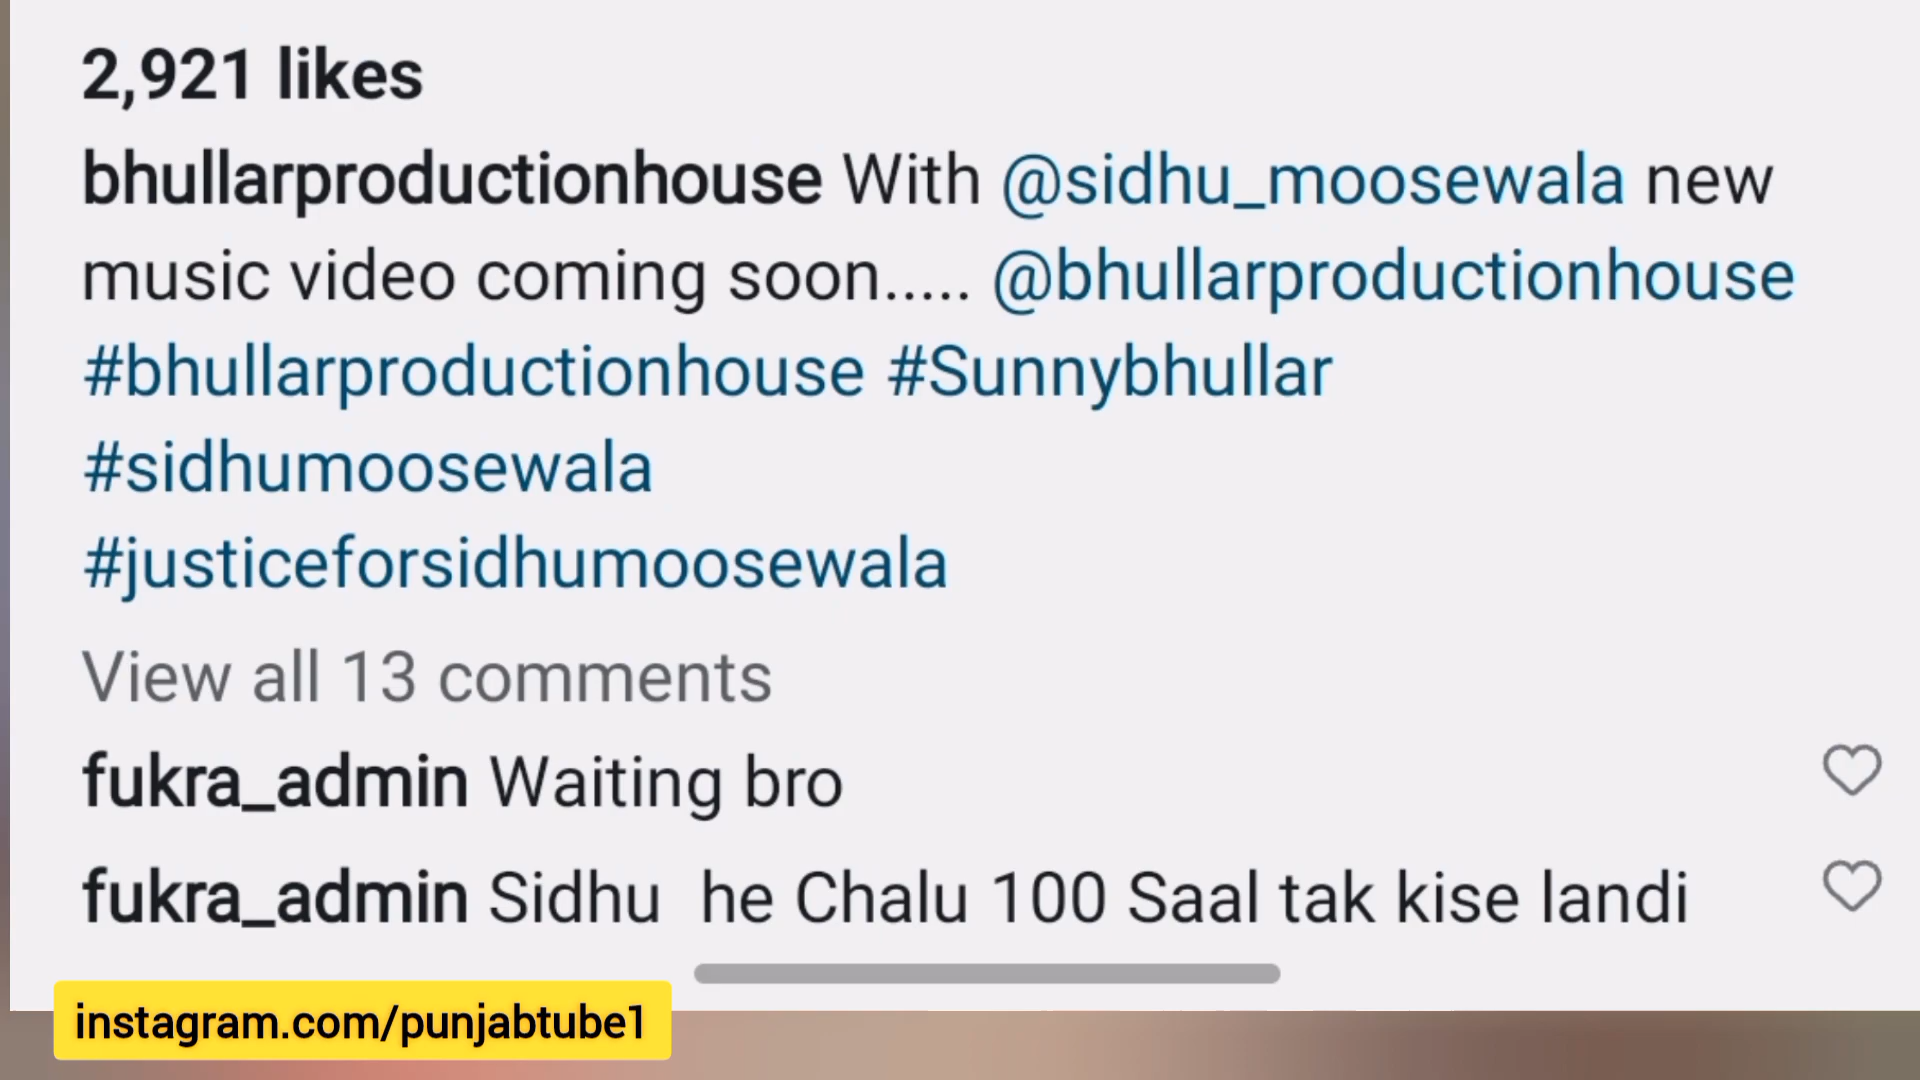 2,921 likes
bhullarproductionhouse With @sidhu_moosewala new
music video coming soon..... @bhullarproductionhouse
#bhullarproductionhouse #Sunnybhullar
#sidhumoosewala
#justiceforsidhumoosewala
View all 13 comments
fukra_admin Waiting bro
fukra_admin Sidhu  he Chalu 100 Saal tak kise landi
instagram.com/punjabtube1